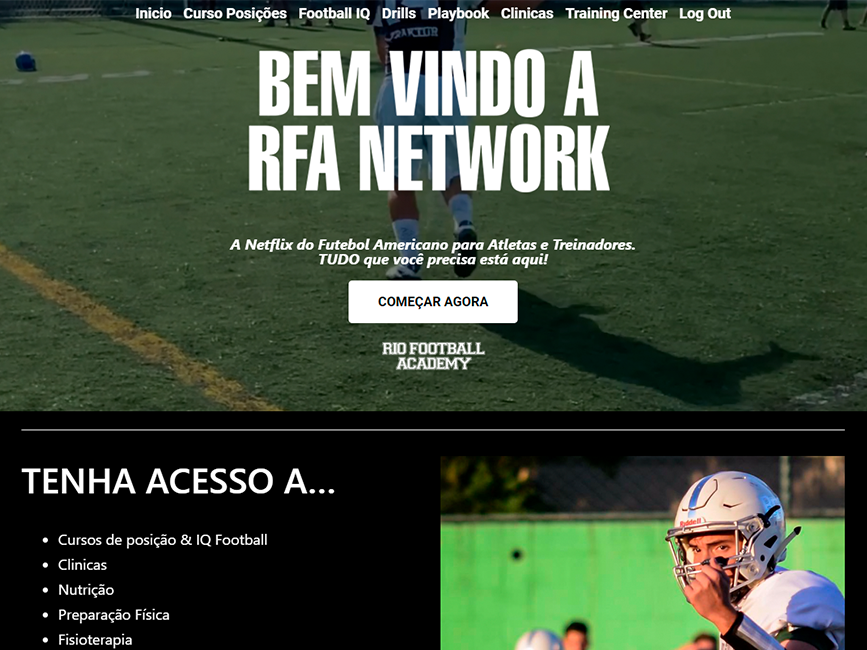 Inicio Curso Posições Football IQ Drills Playbook Clinicas Training Center Log Out
BEM VINDO A
RFA NETWORK
A Netflix do Futebol Americano para Atletas e Treinadores.
TUDO que você precisa está aqui!
COMEÇAR AGORA
RIO FOOTBALL
ACADEMY
TENHA ACESSO A...
Cursos de posição & IQ Football
Clinicas
Nutrição
Preparação Física
Fisioterapia
Riddell